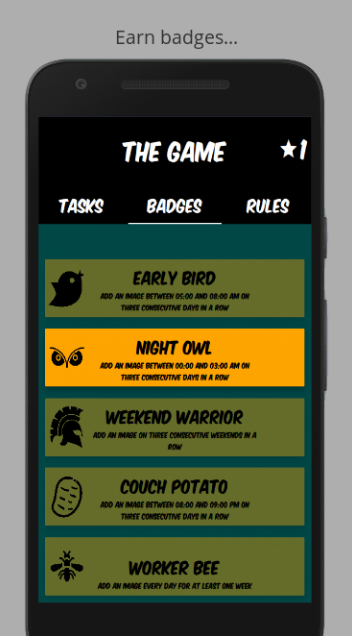 Earn badges...
THE GAME
★1
TASKS BADGES RULES
EARLY BIRD
ADD AN IMAGE BETWEEN 05:00 AND 08:00 AM ON
THREE CONSECUTIVE DAYS IN A ROW
NIGHT OWL
ADD AN IMAGE BETWEEN 00:00 AND 03:00 AM ON
THREE CONSECUTIVE DAYS IN A ROW
WEEKEND WARRIOR
ADD AN IMAGE ON THREE CONSECUTIVE WEEKENDS IN A
ROW
COUCH POTATO
ADD AN IMAGE BETWEEN 08:00 AND 09:00 PM ON
THREE CONSECUTIVE DAYS IN A ROW
WORKER BEE
ADD AN IMAGE EVERY DAY FOR AT LEAST ONE WEEK